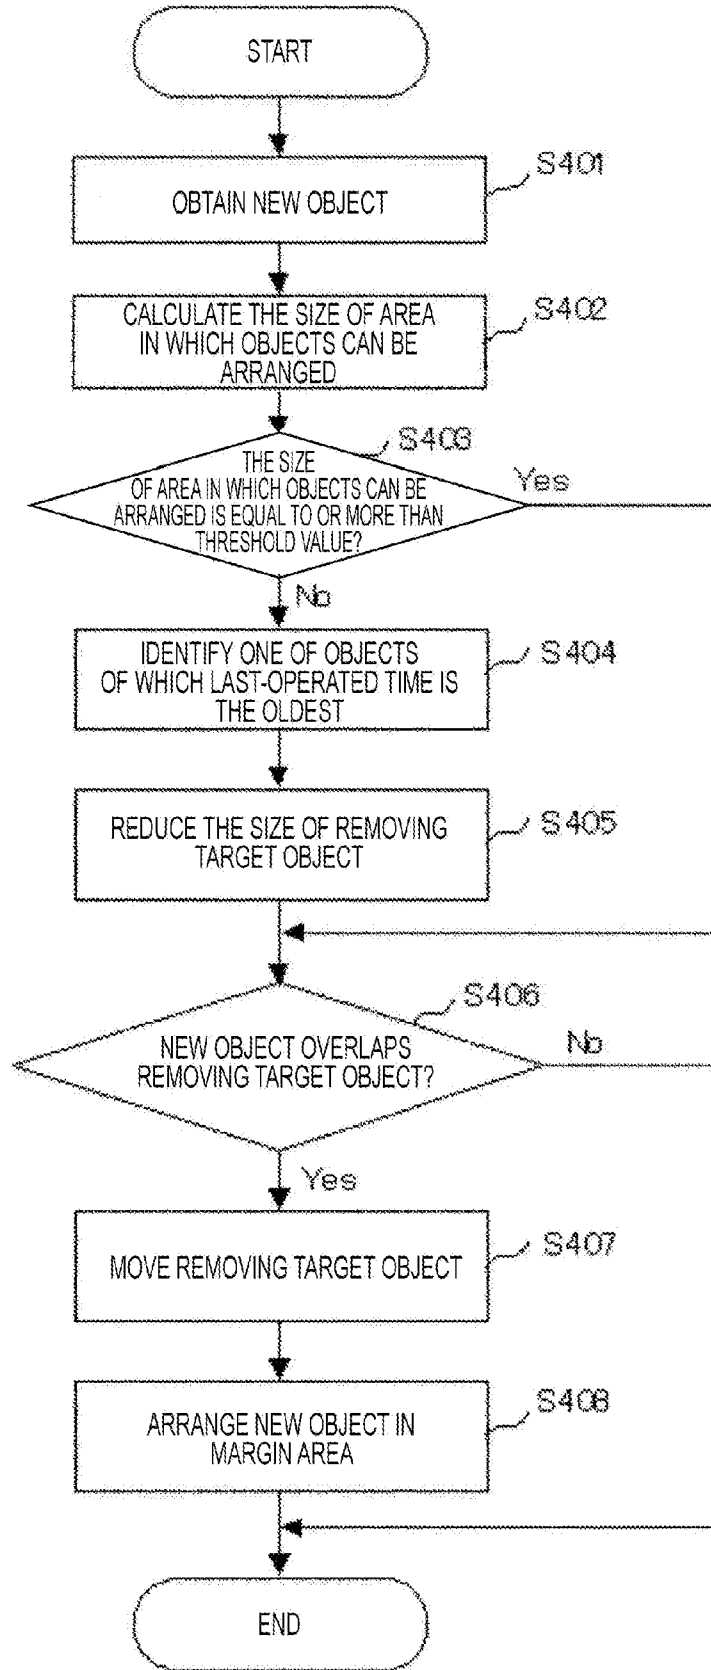 START
OBTAIN NEW OBJECT
S401
CALCULATE THE SIZE OF AREA
IN WHICH OBJECTS CAN BE
ARRANGED
S402
S403
THE SIZE
OF AREA IN WHICH OBJECTS CAN BE
ARRANGED IS EQUAL TO OR MORE THAN
THRESHOLD VALUE?
Yes
No
IDENTIFY ONE OF OBJECTS
OF WHICH LAST-OPERATED TIME IS
THE OLDEST
S404
REDUCE THE SIZE OF REMOVING
TARGET OBJECT
S405
S406
NEW OBJECT OVERLAPS
REMOVING TARGET OBJECT?
No
Yes
MOVE REMOVING TARGET OBJECT
S407
ARRANGE NEW OBJECT IN
MARGIN AREA
S408
END